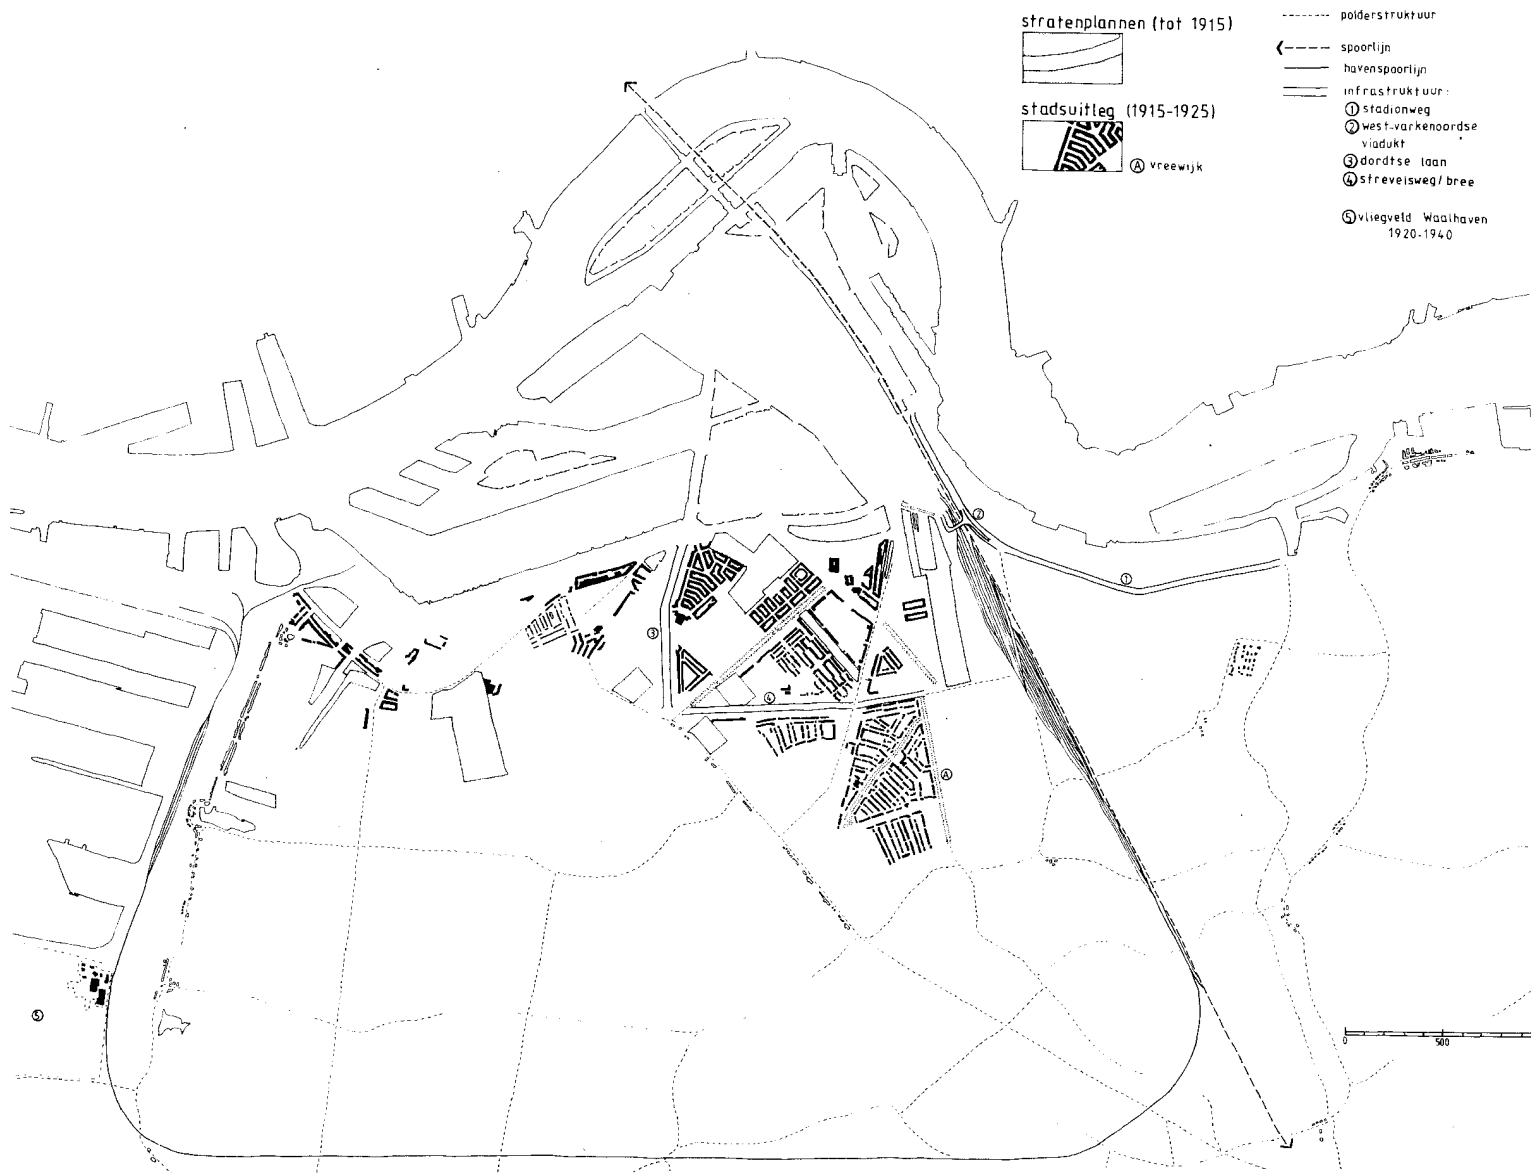 stratenplannen (tot 1915)
stadsuitleg (1915-1925)
Ⓐ vreewijk
polderstruktuur
spoorlijn
havenspoorlijn
infrastruktuur:
① stadionweg
② west-varkenoordse
viadukt
③ dordtse laan
④ strevelsweg/bree
⑤ vliegveld Waalhaven
1920-1940
②
①
③
④
Ⓐ
⑤
0 500